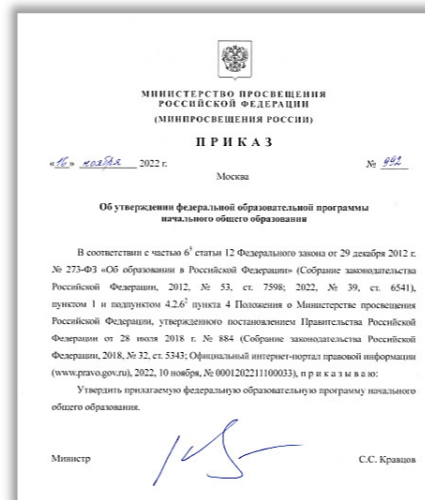 МИНИСТЕРСТВО ПРОСВЕЩЕНИЯ
РОССИЙСКОЙ ФЕДЕРАЦИИ
(МИНПРОСВЕЩЕНИЯ РОССИИ)
ПРИКАЗ
«16» ноября 2022 г. № 992
Москва
Об утверждении федеральной образовательной программы
начального общего образования
В соответствии с частью 6⁵ статьи 12 Федерального закона от 29 декабря 2012 г.
№ 273-ФЗ «Об образовании в Российской Федерации» (Собрание законодательства
Российской Федерации, 2012, № 53, ст. 7598; 2022, № 39, ст. 6541),
пунктом 1 и подпунктом 4.2.6² пункта 4 Положения о Министерстве просвещения
Российской Федерации, утвержденного постановлением Правительства Российской
Федерации от 28 июля 2018 г. № 884 (Собрание законодательства Российской
Федерации, 2018, № 32, ст. 5343; Официальный интернет-портал правовой информации
(www.pravo.gov.ru), 2022, 10 ноября, № 0001202211100033), приказываю:
Утвердить прилагаемую федеральную образовательную программу начального
общего образования.
Министр С.С. Кравцов